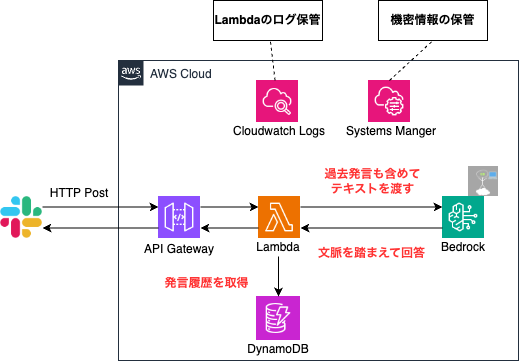 Lambdaのログ保管
機密情報の保管
aws
AWS Cloud
Cloudwatch Logs
Systems Manger
過去発言も含めて
テキストを渡す
HTTP Post
API Gateway
Lambda
Bedrock
文脈を踏まえて回答
発言履歴を取得
DynamoDB